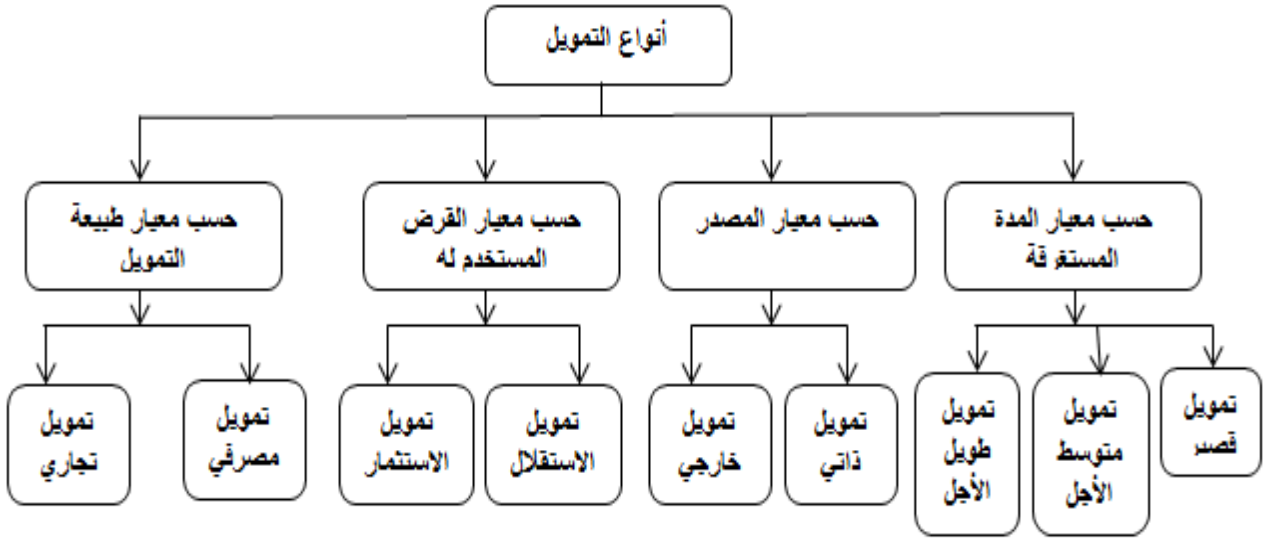 أنواع التمويل
حسب معيار المدة
المستغرقة
حسب معيار المصدر
حسب معيار القرض
المستخدم له
حسب معيار طبيعة
التمويل
تمويل
قصد
تمويل
متوسط
الأجل
تمويل
طويل
الأجل
تمويل
ذاتي
تمويل
خارجي
تمويل
الاستقلال
تمويل
الاستثمار
تمويل
مصرفي
تمويل
تجاري